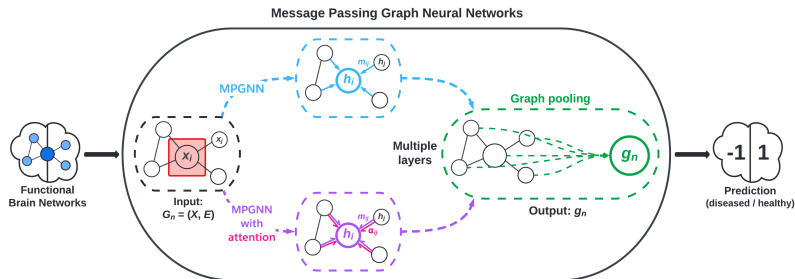 Message Passing Graph Neural Networks
MPGNN
m_ij
h_j
h_i
Graph pooling
x_i
x_j
Multiple
layers
g_n
-1 1
Functional
Brain Networks
Input:
G_n = (X, E)
MPGNN
with
attention
m_ij
h_j
α_ij
h_i
Output: g_n
Prediction
(diseased / healthy)